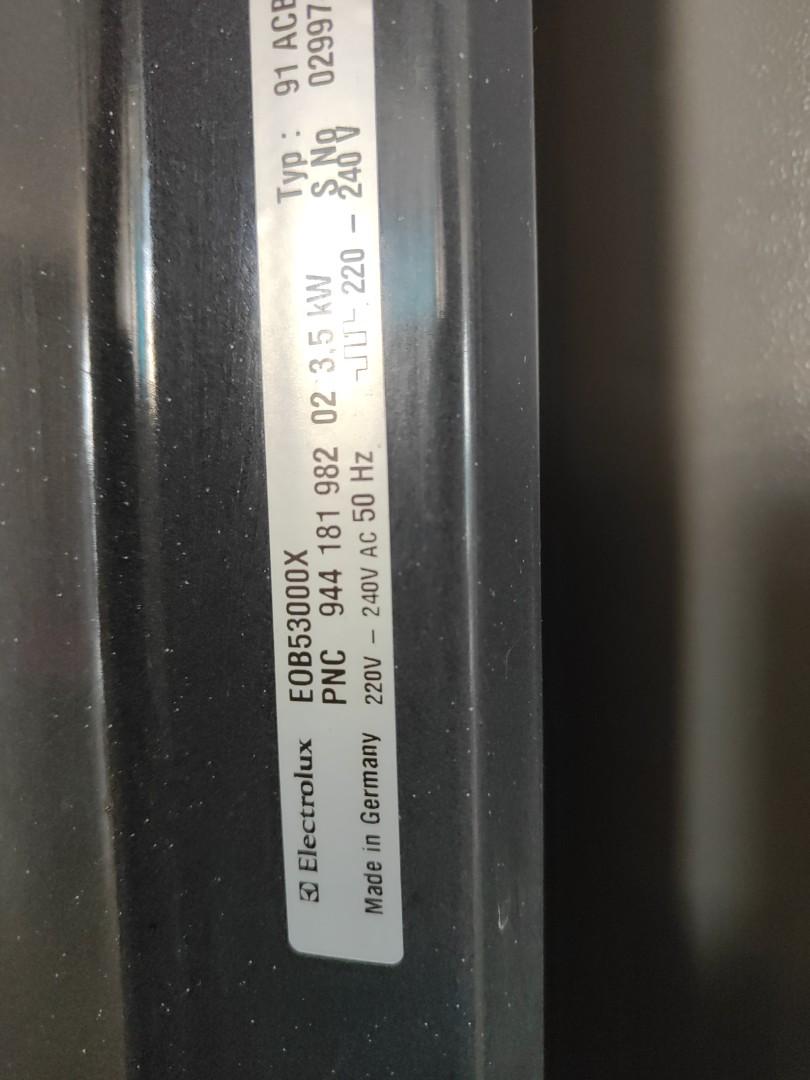 Electrolux EOB53000X Typ : 91 ACB
PNC 944 181 982 02 3,5 kW S.No 02997
Made in Germany 220V – 240V AC 50 Hz 220 – 240 V